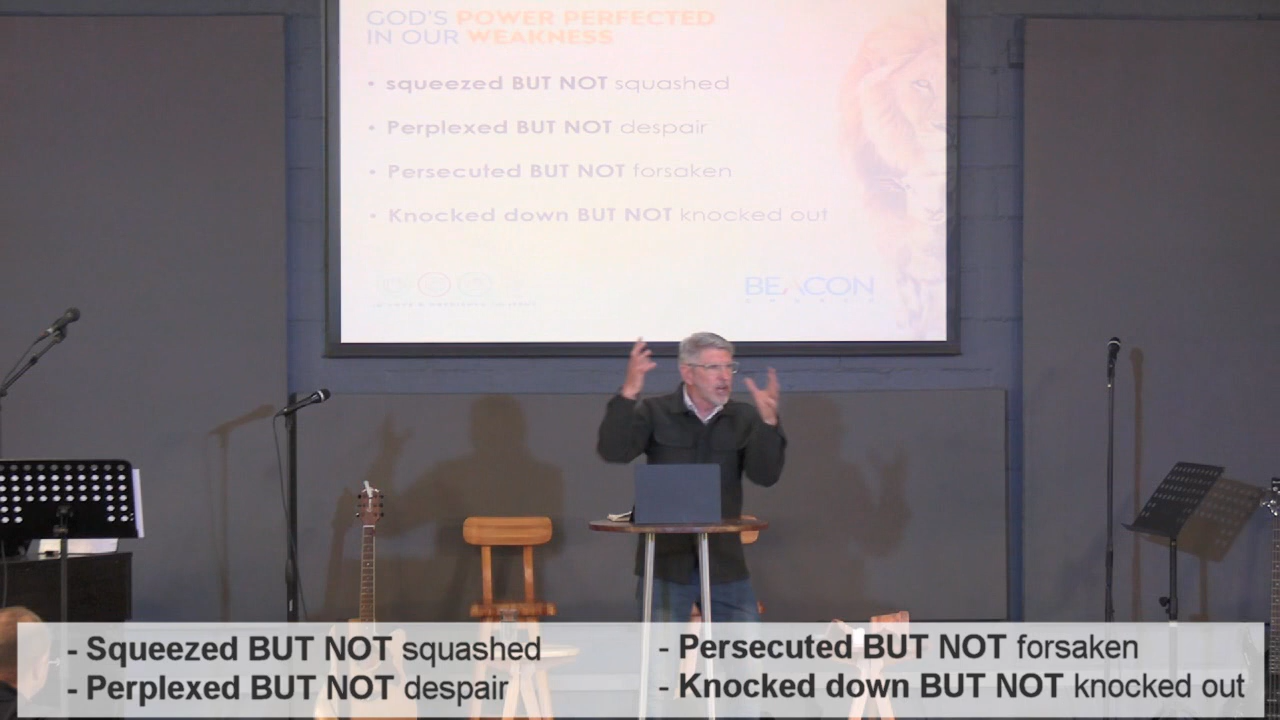 GOD'S POWER PERFECTED
IN OUR WEAKNESS
• squeezed BUT NOT squashed
• Perplexed BUT NOT despair
• Persecuted BUT NOT forsaken
• Knocked down BUT NOT knocked out
BEACON
- Squeezed BUT NOT squashed
- Perplexed BUT NOT despair
- Persecuted BUT NOT forsaken
- Knocked down BUT NOT knocked out